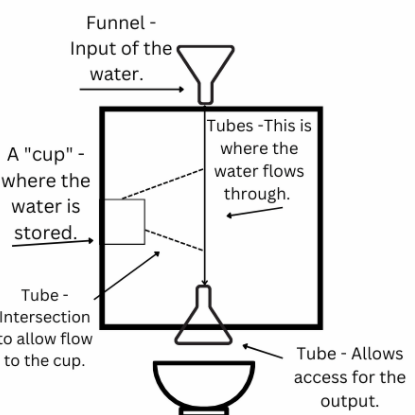 Funnel -
Input of the
water.
Tubes -This is
where the
water flows
through.
A "cup" -
where the
water is
stored.
Tube -
Intersection
to allow flow
to the cup.
Tube - Allows
access for the
output.